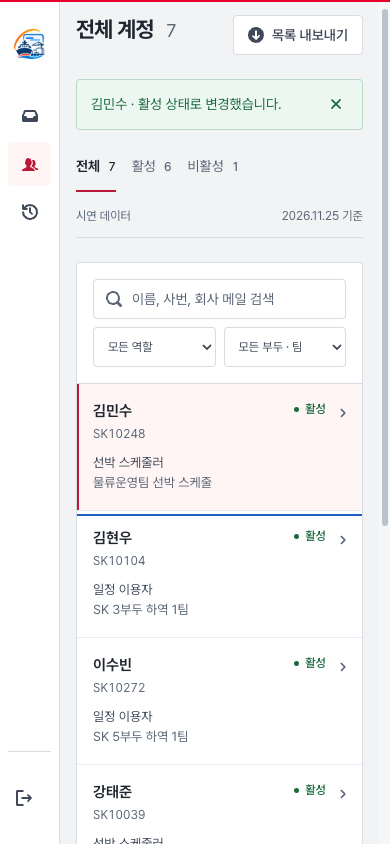 전체 계정 7
목록 내보내기
김민수 · 활성 상태로 변경했습니다.
전체 7 활성 6 비활성 1
시연 데이터
2026.11.25 기준
이름, 사번, 회사 메일 검색
모든 역할
모든 부두 · 팀
김민수
활성
SK10248
선박 스케줄러
물류운영팀 선박 스케줄
김현우
활성
SK10104
일정 이용자
SK 3부두 하역 1팀
이수빈
활성
SK10272
일정 이용자
SK 5부두 하역 1팀
강태준
활성
SK10039
선박 스케줄러